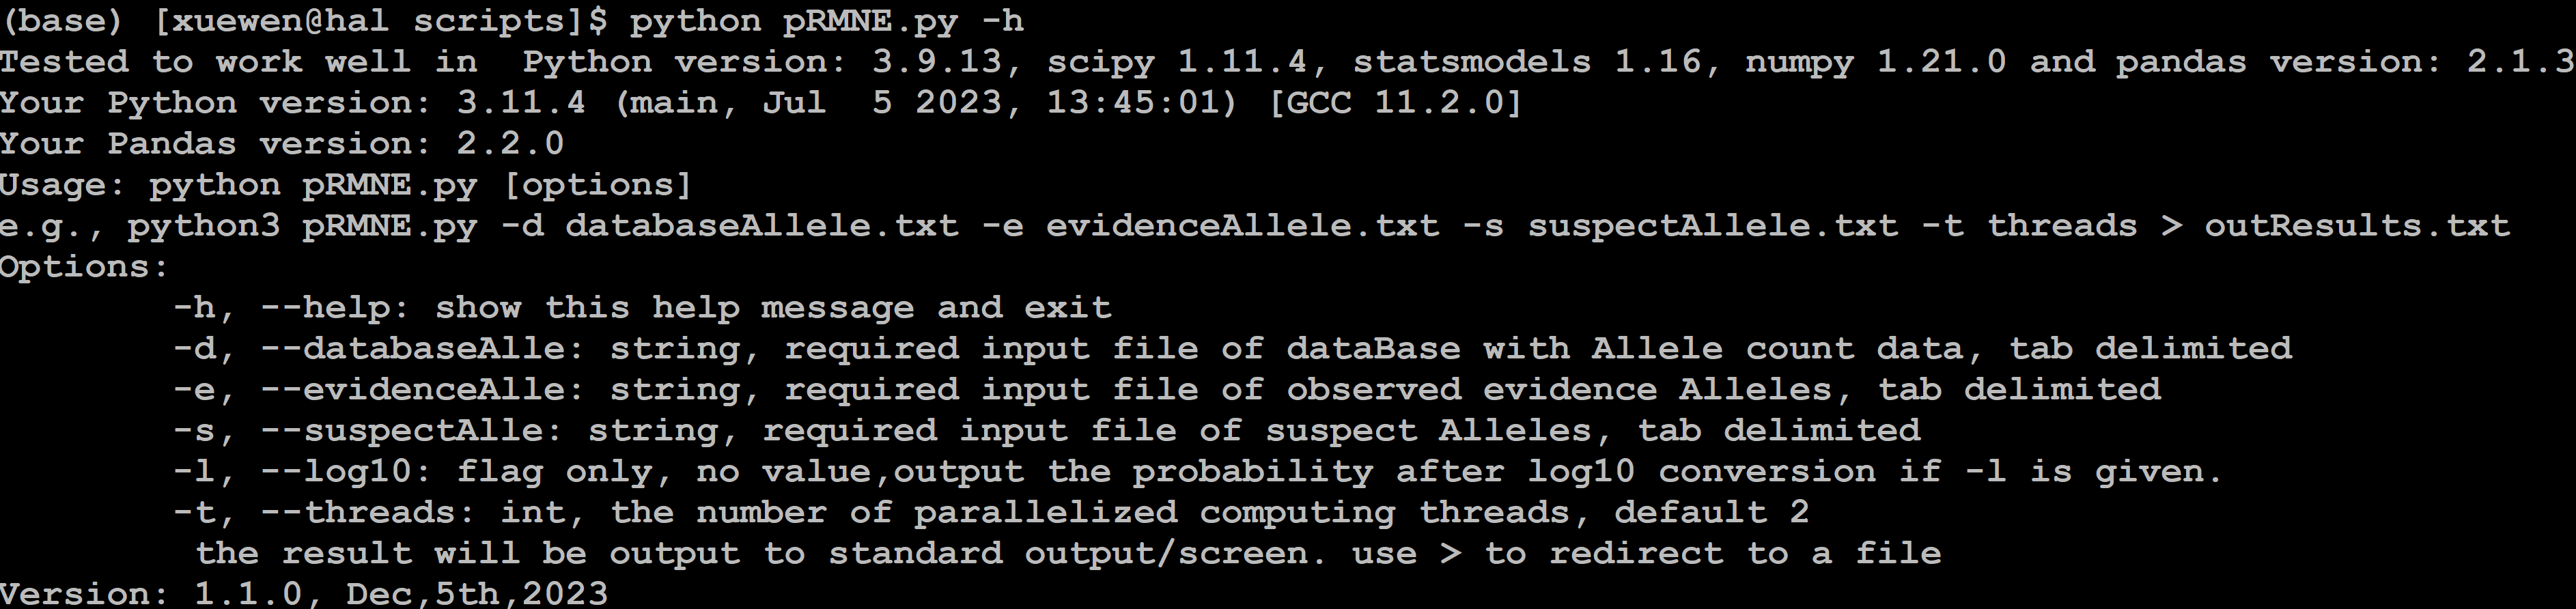 (base) [xuewen@hal scripts]$ python pRMNE.py -h
Tested to work well in  Python version: 3.9.13, scipy 1.11.4, statsmodels 1.16, numpy 1.21.0 and pandas version: 2.1.3
Your Python version: 3.11.4 (main, Jul  5 2023, 13:45:01) [GCC 11.2.0]
Your Pandas version: 2.2.0
Usage: python pRMNE.py [options]
e.g., python3 pRMNE.py -d databaseAllele.txt -e evidenceAllele.txt -s suspectAllele.txt -t threads > outResults.txt
Options:
        -h, --help: show this help message and exit
        -d, --databaseAlle: string, required input file of dataBase with Allele count data, tab delimited
        -e, --evidenceAlle: string, required input file of observed evidence Alleles, tab delimited
        -s, --suspectAlle: string, required input file of suspect Alleles, tab delimited
        -l, --log10: flag only, no value,output the probability after log10 conversion if -l is given.
        -t, --threads: int, the number of parallelized computing threads, default 2
         the result will be output to standard output/screen. use > to redirect to a file
Version: 1.1.0, Dec,5th,2023